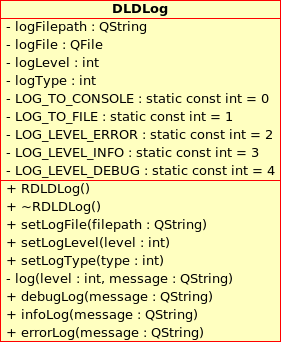 DLDLog
- logFilepath : QString
- logFile : QFile
- logLevel : int
- logType : int
- LOG_TO_CONSOLE : static const int = 0
- LOG_TO_FILE : static const int = 1
- LOG_LEVEL_ERROR : static const int = 2
- LOG_LEVEL_INFO : static const int = 3
- LOG_LEVEL_DEBUG : static const int = 4
+ RDLDLog()
+ ~RDLDLog()
+ setLogFile(filepath : QString)
+ setLogLevel(level : int)
+ setLogType(type : int)
- log(level : int, message : QString)
+ debugLog(message : QString)
+ infoLog(message : QString)
+ errorLog(message : QString)